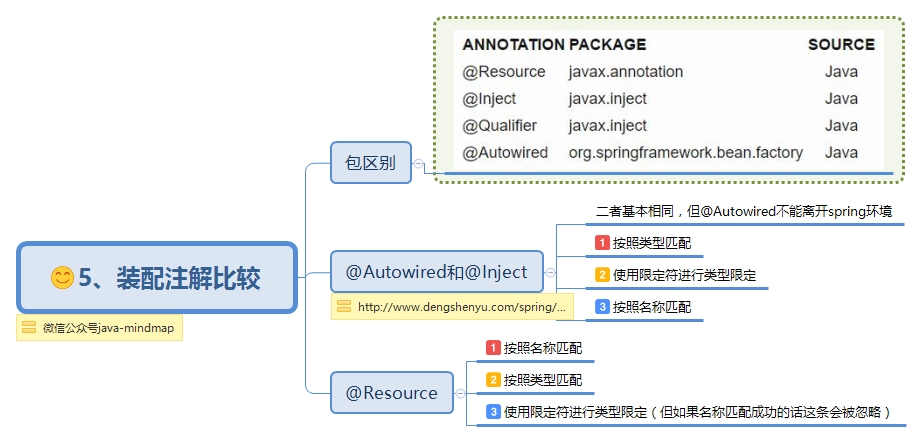 ANNOTATION PACKAGE SOURCE
@Resource javax.annotation Java
@Inject javax.inject Java
@Qualifier javax.inject Java
@Autowired org.springframework.bean.factory Java
包区别
二者基本相同，但@Autowired不能离开spring环境
1 按照类型匹配
@Autowired和@Inject
2 使用限定符进行类型限定
http://www.dengshenyu.com/spring/...
3 按照名称匹配
5、装配注解比较
微信公众号java-mindmap
1 按照名称匹配
@Resource
2 按照类型匹配
3 使用限定符进行类型限定（但如果名称匹配成功的话这条会被忽略）